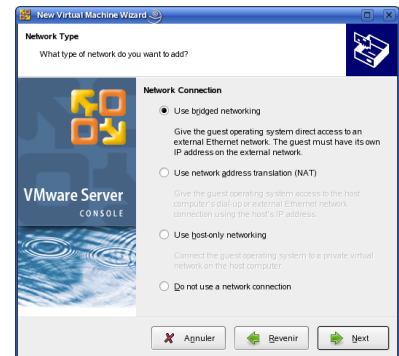 New Virtual Machine Wizard
Network Type
What type of network do you want to add?
VMware Server
CONSOLE
Network Connection
Use bridged networking
Give the guest operating system direct access to an
external Ethernet network. The guest must have its own
IP address on the external network.
Use network address translation (NAT)
Give the guest operating system access to the host
computer's dial-up or external Ethernet network
connection using the host's IP address.
Use host-only networking
Connect the guest operating system to a private virtual
network on the host computer.
Do not use a network connection
Annuler
Revenir
Next